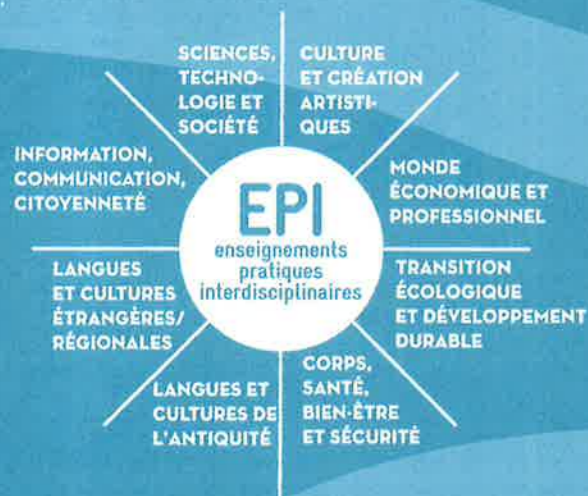 SCIENCES,
TECHNO-
LOGIE ET
SOCIÉTÉ
CULTURE
ET CRÉATION
ARTISTI-
QUES
INFORMATION,
COMMUNICATION,
CITOYENNETÉ
MONDE
ÉCONOMIQUE ET
PROFESSIONNEL
EPI
enseignements
pratiques
interdisciplinaires
LANGUES
ET CULTURES
ÉTRANGÈRES/
RÉGIONALES
TRANSITION
ÉCOLOGIQUE
ET DÉVELOPPEMENT
DURABLE
LANGUES ET
CULTURES DE
L'ANTIQUITÉ
CORPS,
SANTÉ,
BIEN-ÊTRE
ET SÉCURITÉ